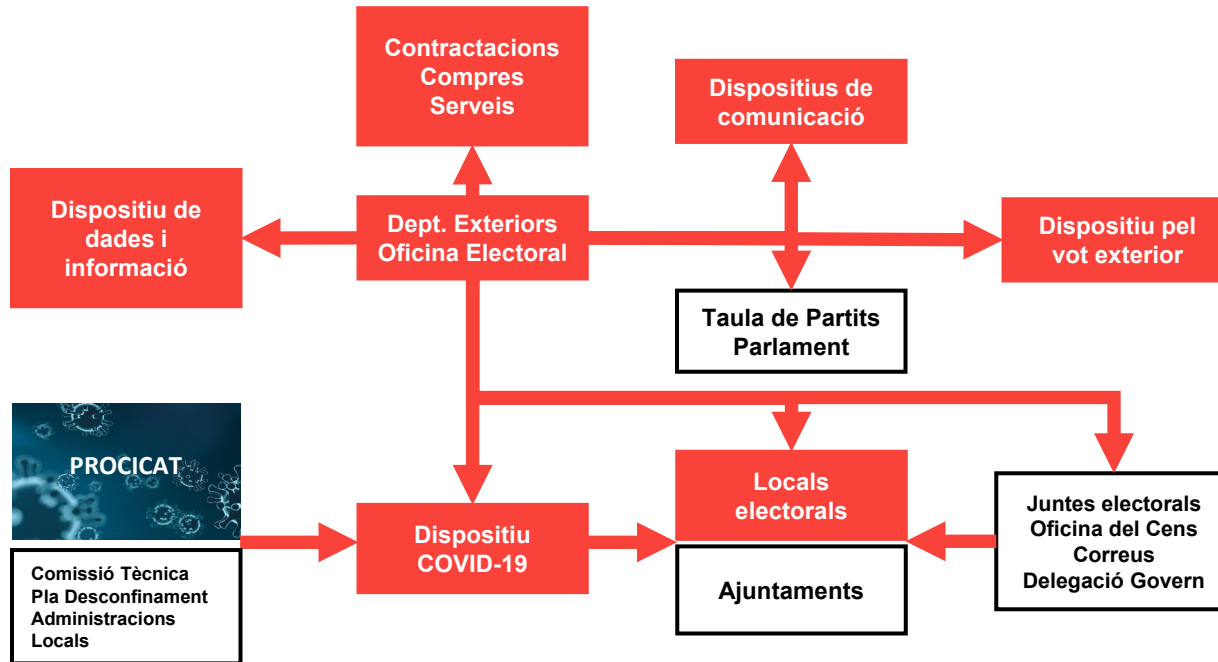 Contractacions
Compres
Serveis
Dispositius de
comunicació
Dispositiu de
dades i
informació
Dept. Exteriors
Oficina Electoral
Dispositiu pel
vot exterior
Taula de Partits
Parlament
PROCICAT
Comissió Tècnica
Pla Desconfinament
Administracions
Locals
Dispositiu
COVID-19
Locals
electorals
Ajuntaments
Juntes electorals
Oficina del Cens
Correus
Delegació Govern